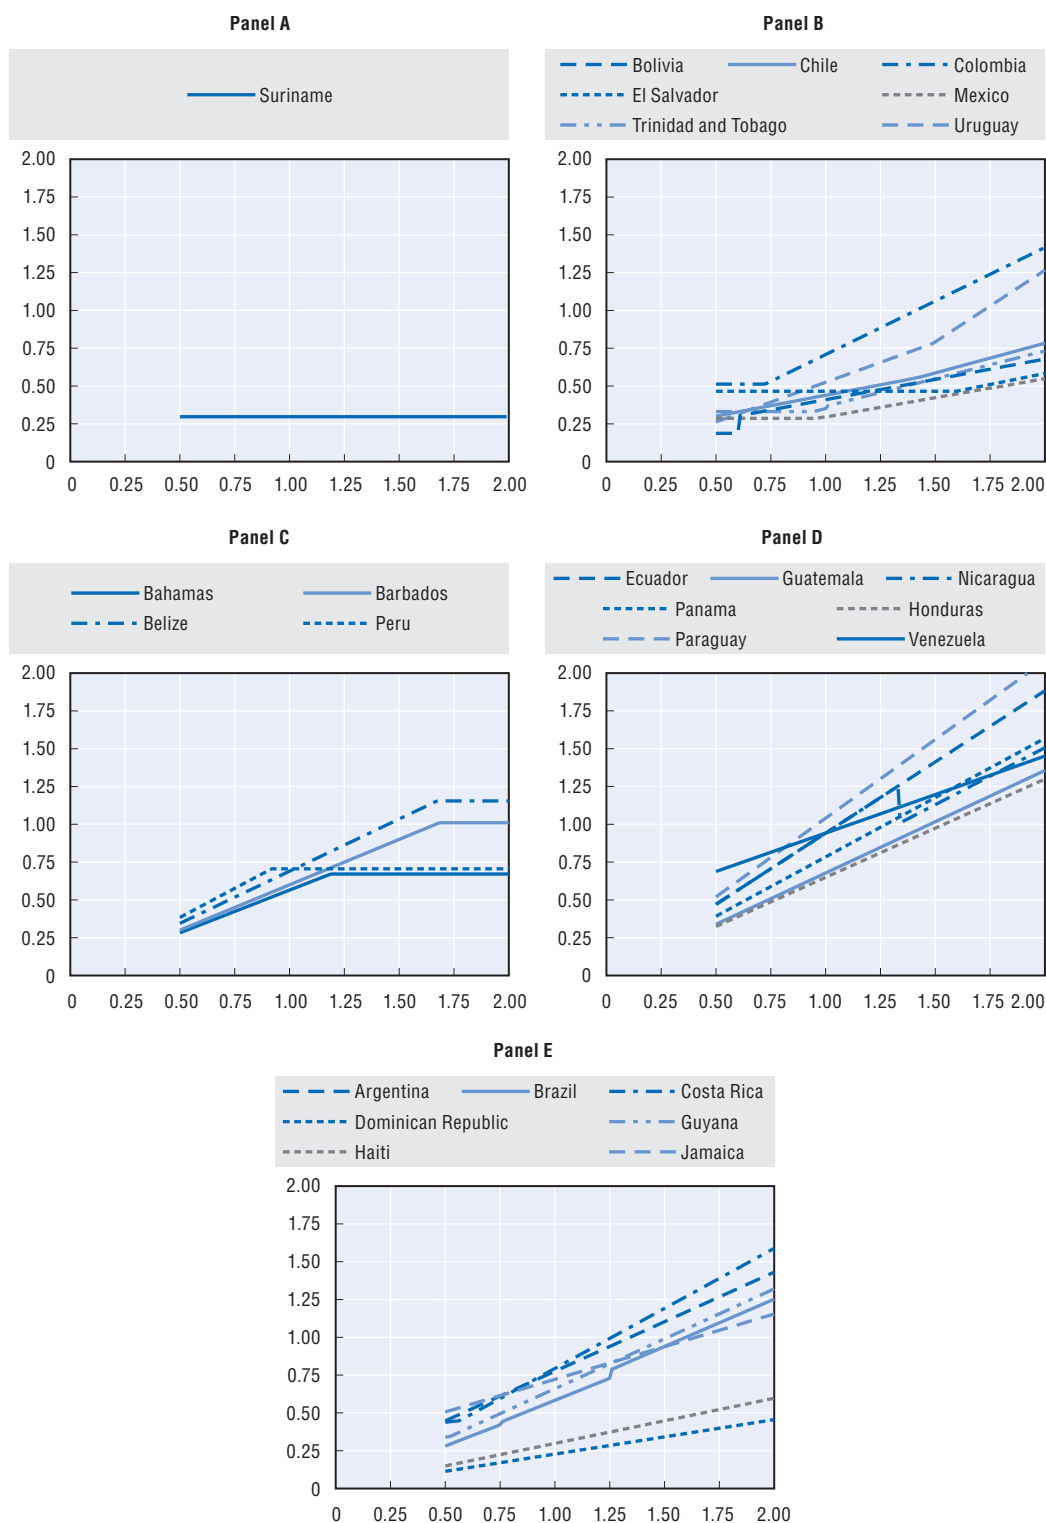 Panel A
Suriname
2.00
1.75
1.50
1.25
1.00
0.75
0.50
0.25
0
0 0.25 0.50 0.75 1.00 1.25 1.50 1.75 2.00
Panel B
Bolivia Chile Colombia
El Salvador Mexico
Trinidad and Tobago Uruguay
2.00
1.75
1.50
1.25
1.00
0.75
0.50
0.25
0
0 0.25 0.50 0.75 1.00 1.25 1.50 1.75 2.00
Panel C
Bahamas Barbados
Belize Peru
2.00
1.75
1.50
1.25
1.00
0.75
0.50
0.25
0
0 0.25 0.50 0.75 1.00 1.25 1.50 1.75 2.00
Panel D
Ecuador Guatemala Nicaragua
Panama Honduras
Paraguay Venezuela
2.00
1.75
1.50
1.25
1.00
0.75
0.50
0.25
0
0 0.25 0.50 0.75 1.00 1.25 1.50 1.75 2.00
Panel E
Argentina Brazil Costa Rica
Dominican Republic Guyana
Haiti Jamaica
2.00
1.75
1.50
1.25
1.00
0.75
0.50
0.25
0
0 0.25 0.50 0.75 1.00 1.25 1.50 1.75 2.00